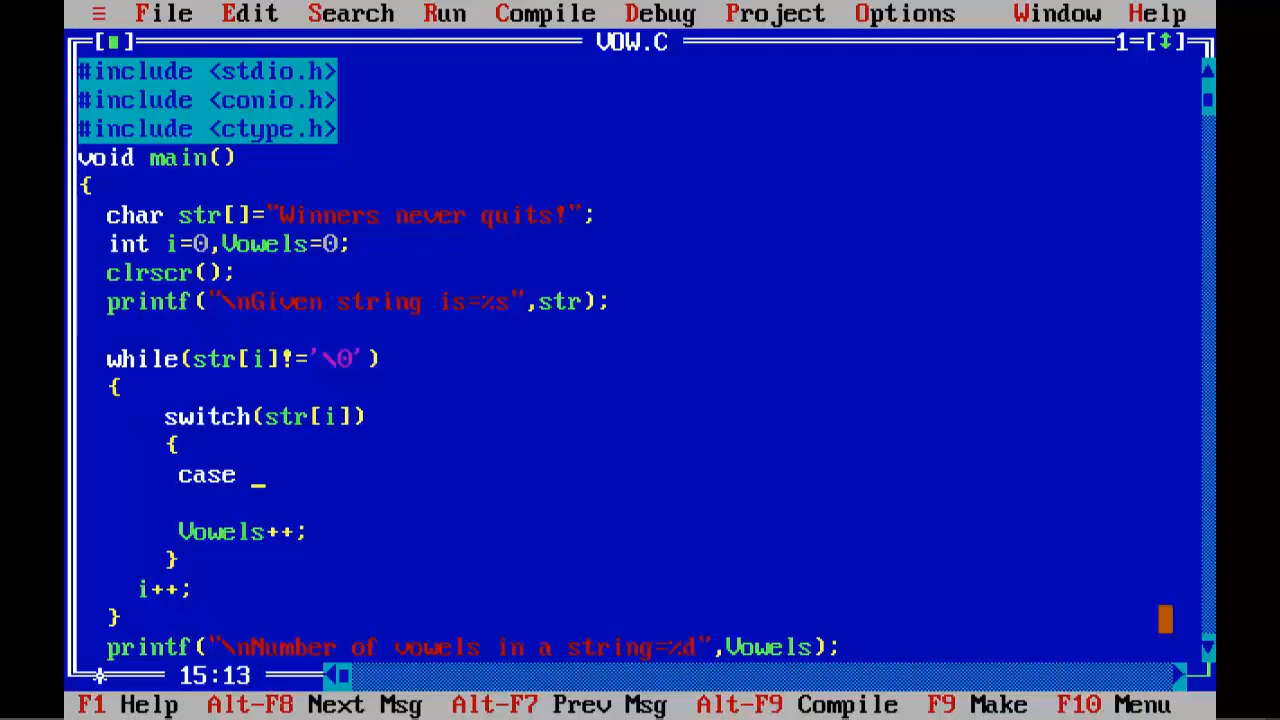 ≡ File Edit Search Run Compile Debug Project Options Window Help
[■] VOW.C 1=[↕]
#include <stdio.h>
#include <conio.h>
#include <ctype.h>
void main()
{
char str[]="Winners never quits!";
int i=0,Vowels=0;
clrscr();
printf("\nGiven string is=%s",str);
while(str[i]!='\0')
{
switch(str[i])
{
case _
Vowels++;
}
i++;
}
printf("\nNumber of vowels in a string=%d",Vowels);
15:13
F1 Help Alt-F8 Next Msg Alt-F7 Prev Msg Alt-F9 Compile F9 Make F10 Menu